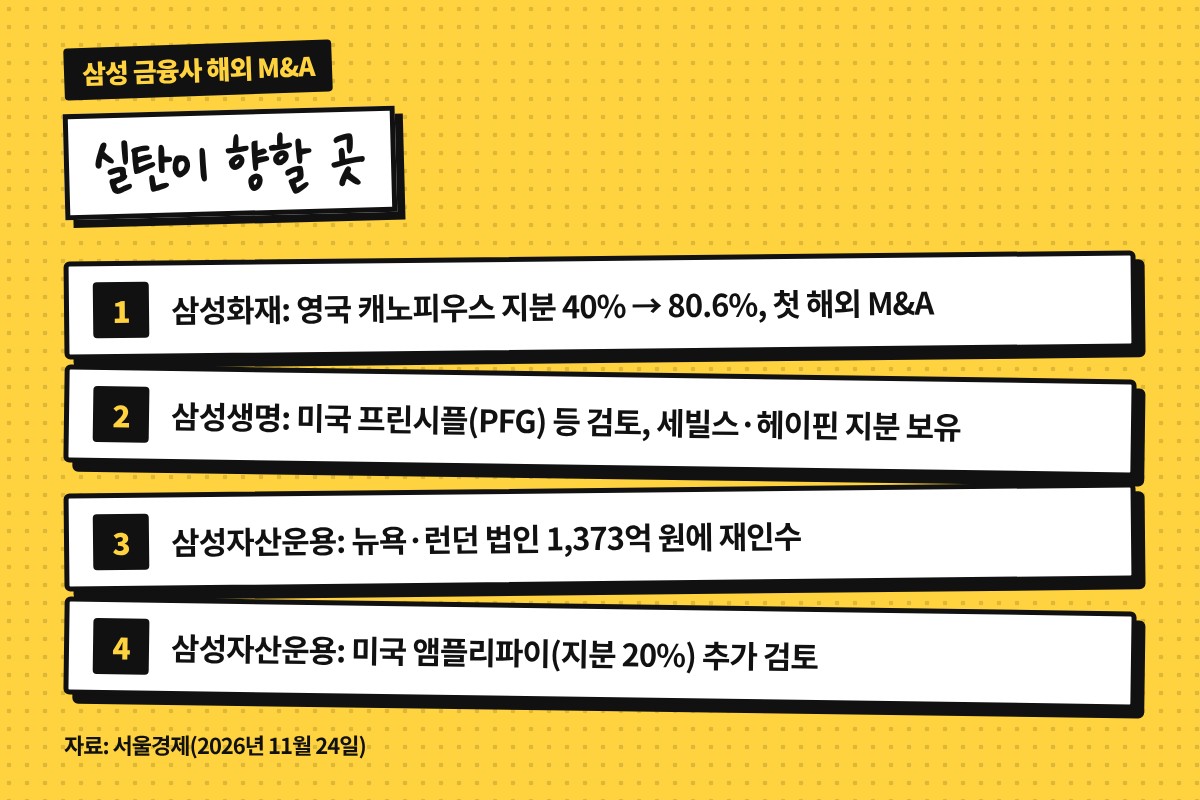 삼성 금융사 해외 M&A
실탄이 향할 곳
1 삼성화재: 영국 캐노피우스 지분 40% → 80.6%, 첫 해외 M&A
2 삼성생명: 미국 프린시플(PFG) 등 검토, 세빌스·헤이핀 지분 보유
3 삼성자산운용: 뉴욕·런던 법인 1,373억 원에 재인수
4 삼성자산운용: 미국 앰플리파이(지분 20%) 추가 검토
자료: 서울경제(2026년 11월 24일)